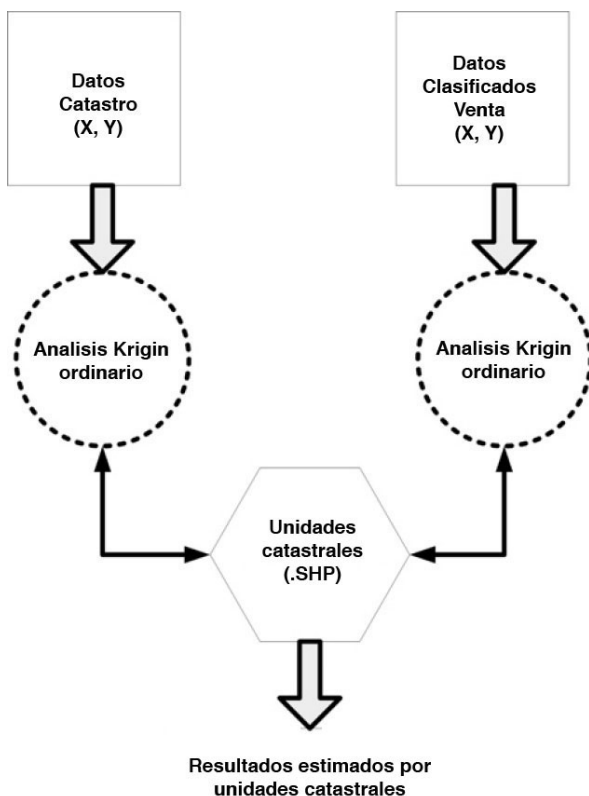 Datos
Catastro
(X, Y)
Datos
Clasificados
Venta
(X, Y)
Analisis Krigin
ordinario
Analisis Krigin
ordinario
Unidades
catastrales
(.SHP)
Resultados estimados por
unidades catastrales